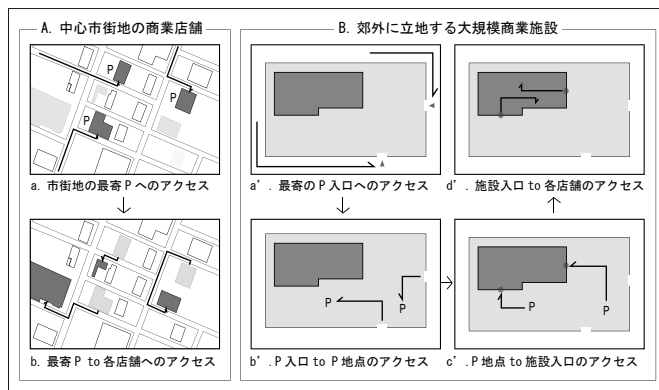 A. 中心市街地の商業店舗
P
P
P
a. 市街地の最寄 P へのアクセス
b. 最寄 P to 各店舗へのアクセス
B. 郊外に立地する大規模商業施設
a'. 最寄の P 入口へのアクセス
d'. 施設入口 to 各店舗のアクセス
P
P
b'. P 入口 to P 地点のアクセス
P
P
c'. P 地点 to 施設入口のアクセス